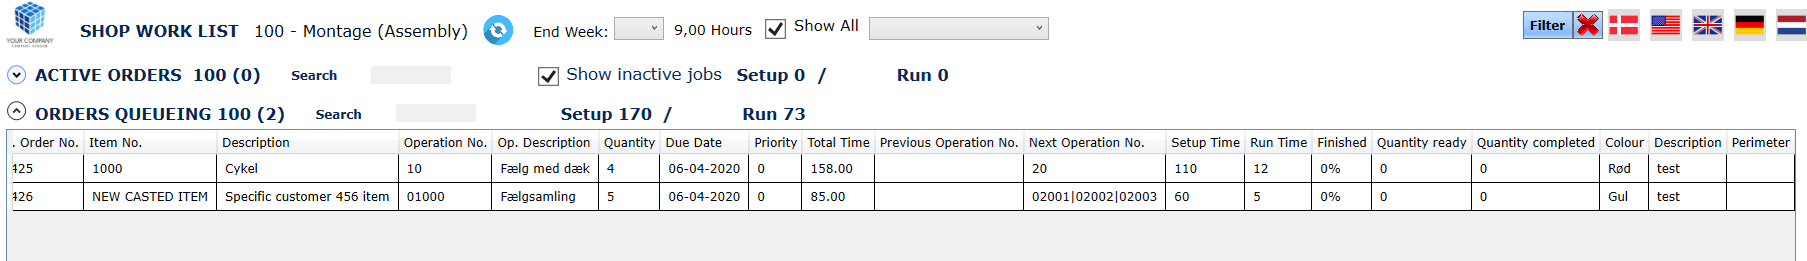 YOUR COMPANY
SHOP WORK LIST 100 - Montage (Assembly) End Week: 9,00 Hours Show All Filter
ACTIVE ORDERS 100 (0) Search Show inactive jobs Setup 0 / Run 0
ORDERS QUEUEING 100 (2) Search Setup 170 / Run 73
. Order No. Item No. Description Operation No. Op. Description Quantity Due Date Priority Total Time Previous Operation No. Next Operation No. Setup Time Run Time Finished Quantity ready Quantity completed Colour Description Perimeter
425 1000 Cykel 10 Fælg med dæk 4 06-04-2020 0 158.00 20 110 12 0% 0 0 Rød test
426 NEW CASTED ITEM Specific customer 456 item 01000 Fælgsamling 5 06-04-2020 0 85.00 02001|02002|02003 60 5 0% 0 0 Gul test